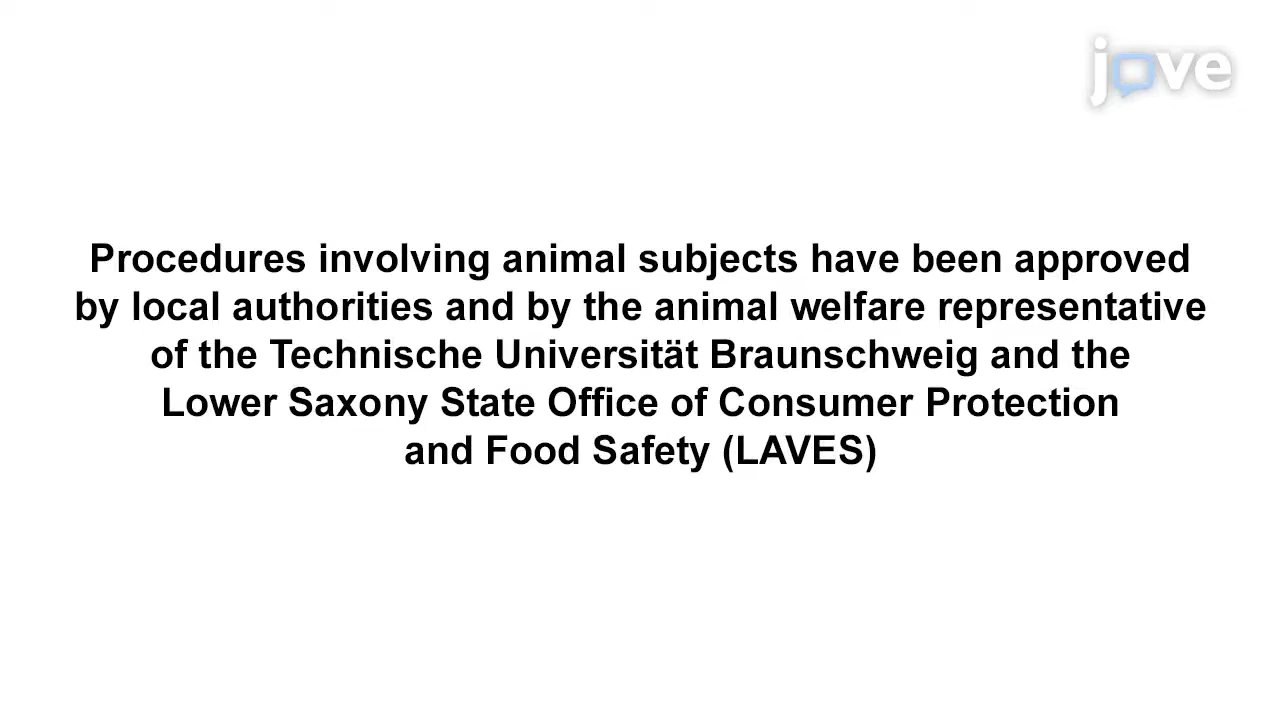 jove
Procedures involving animal subjects have been approved
by local authorities and by the animal welfare representative
of the Technische Universität Braunschweig and the
Lower Saxony State Office of Consumer Protection
and Food Safety (LAVES)